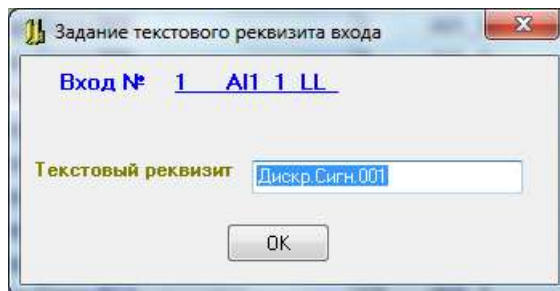 Задание текстового реквизита входа
Вход № 1 AI1 1 LL
Текстовый реквизит Дискр.Сигн.001
OK